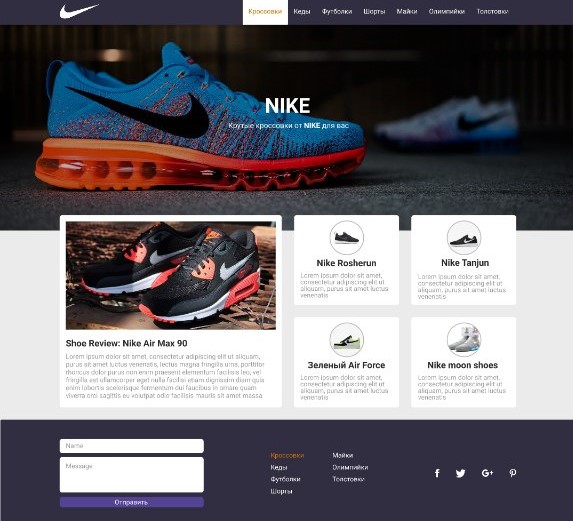 Кроссовки Кеды Футболки Шорты Майки Олимпийки Толстовки
NIKE
Крутые кроссовки от NIKE для вас
Shoe Review: Nike Air Max 90
Lorem ipsum dolor sit amet, consectetur adipiscing elit ut aliquam,
purus sit amet luctus venenatis, lectus magna fringilla urna, porttitor
rhoncus dolor purus non enim praesent elementum facilisis leo, vel
fringilla est ullamcorper eget nulla facilisi etiam dignissim diam quis
enim lobortis scelerisque fermentum dui faucibus in ornare quam
viverra orci sagittis eu volutpat odio facilisis mauris sit amet massa
Nike Rosherun
Lorem ipsum dolor sit amet,
consectetur adipiscing elit ut
aliquam, purus sit amet luctus
venenatis
Nike Tanjun
Lorem ipsum dolor sit amet,
consectetur adipiscing elit ut
aliquam, purus sit amet luctus
venenatis
Зеленый Air Force
Lorem ipsum dolor sit amet,
consectetur adipiscing elit ut
aliquam, purus sit amet luctus
venenatis
Nike moon shoes
Lorem ipsum dolor sit amet,
consectetur adipiscing elit ut
aliquam, purus sit amet luctus
venenatis
Name
Message
Отправить
Кроссовки
Кеды
Футболки
Шорты
Майки
Олимпийки
Толстовки